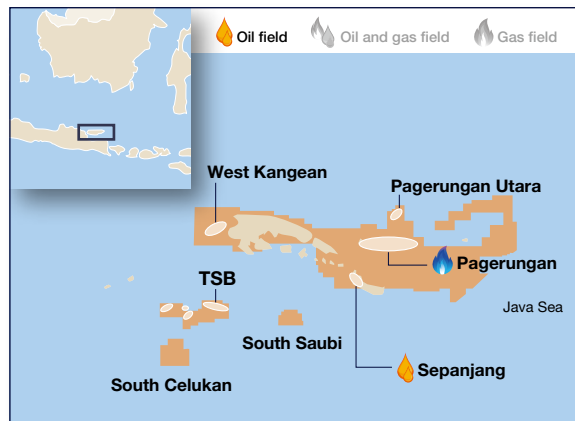 Oil field
Oil and gas field
Gas field
West Kangean
Pagerungan Utara
Pagerungan
TSB
Java Sea
South Saubi
Sepanjang
South Celukan